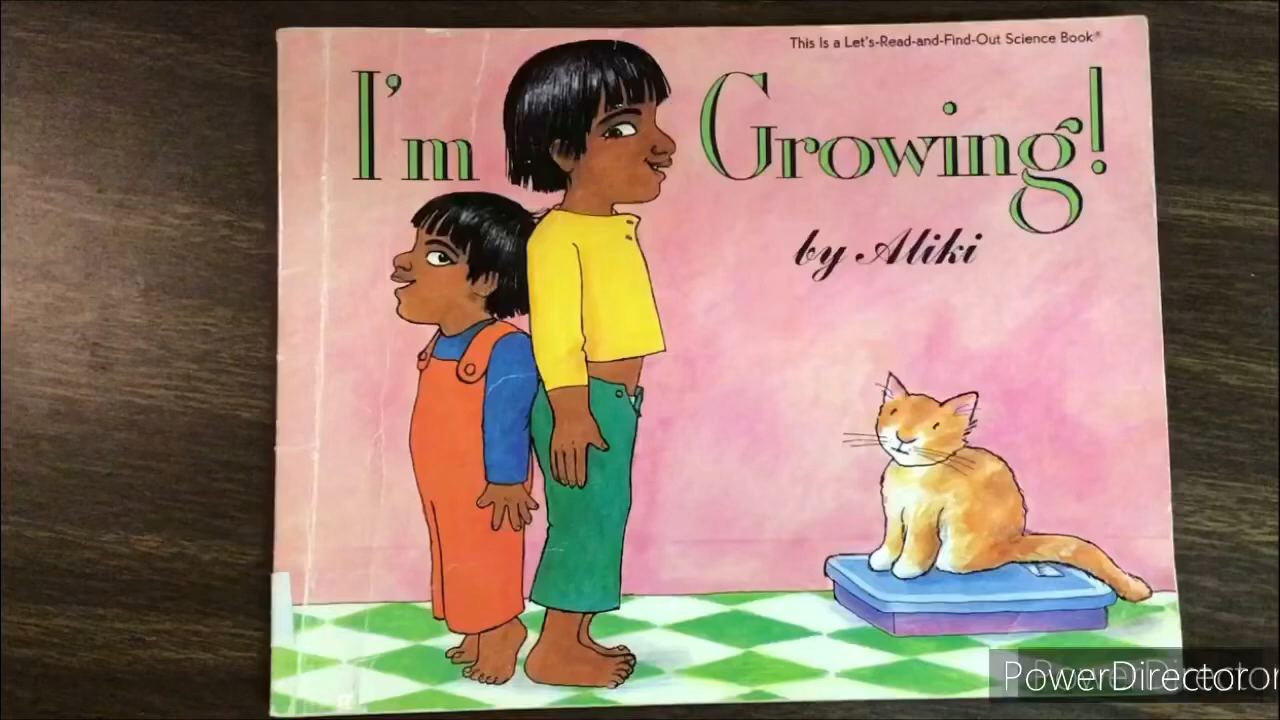 This Is a Let's-Read-and-Find-Out Science Book®
I'm Growing!
by Aliki
PowerDirector